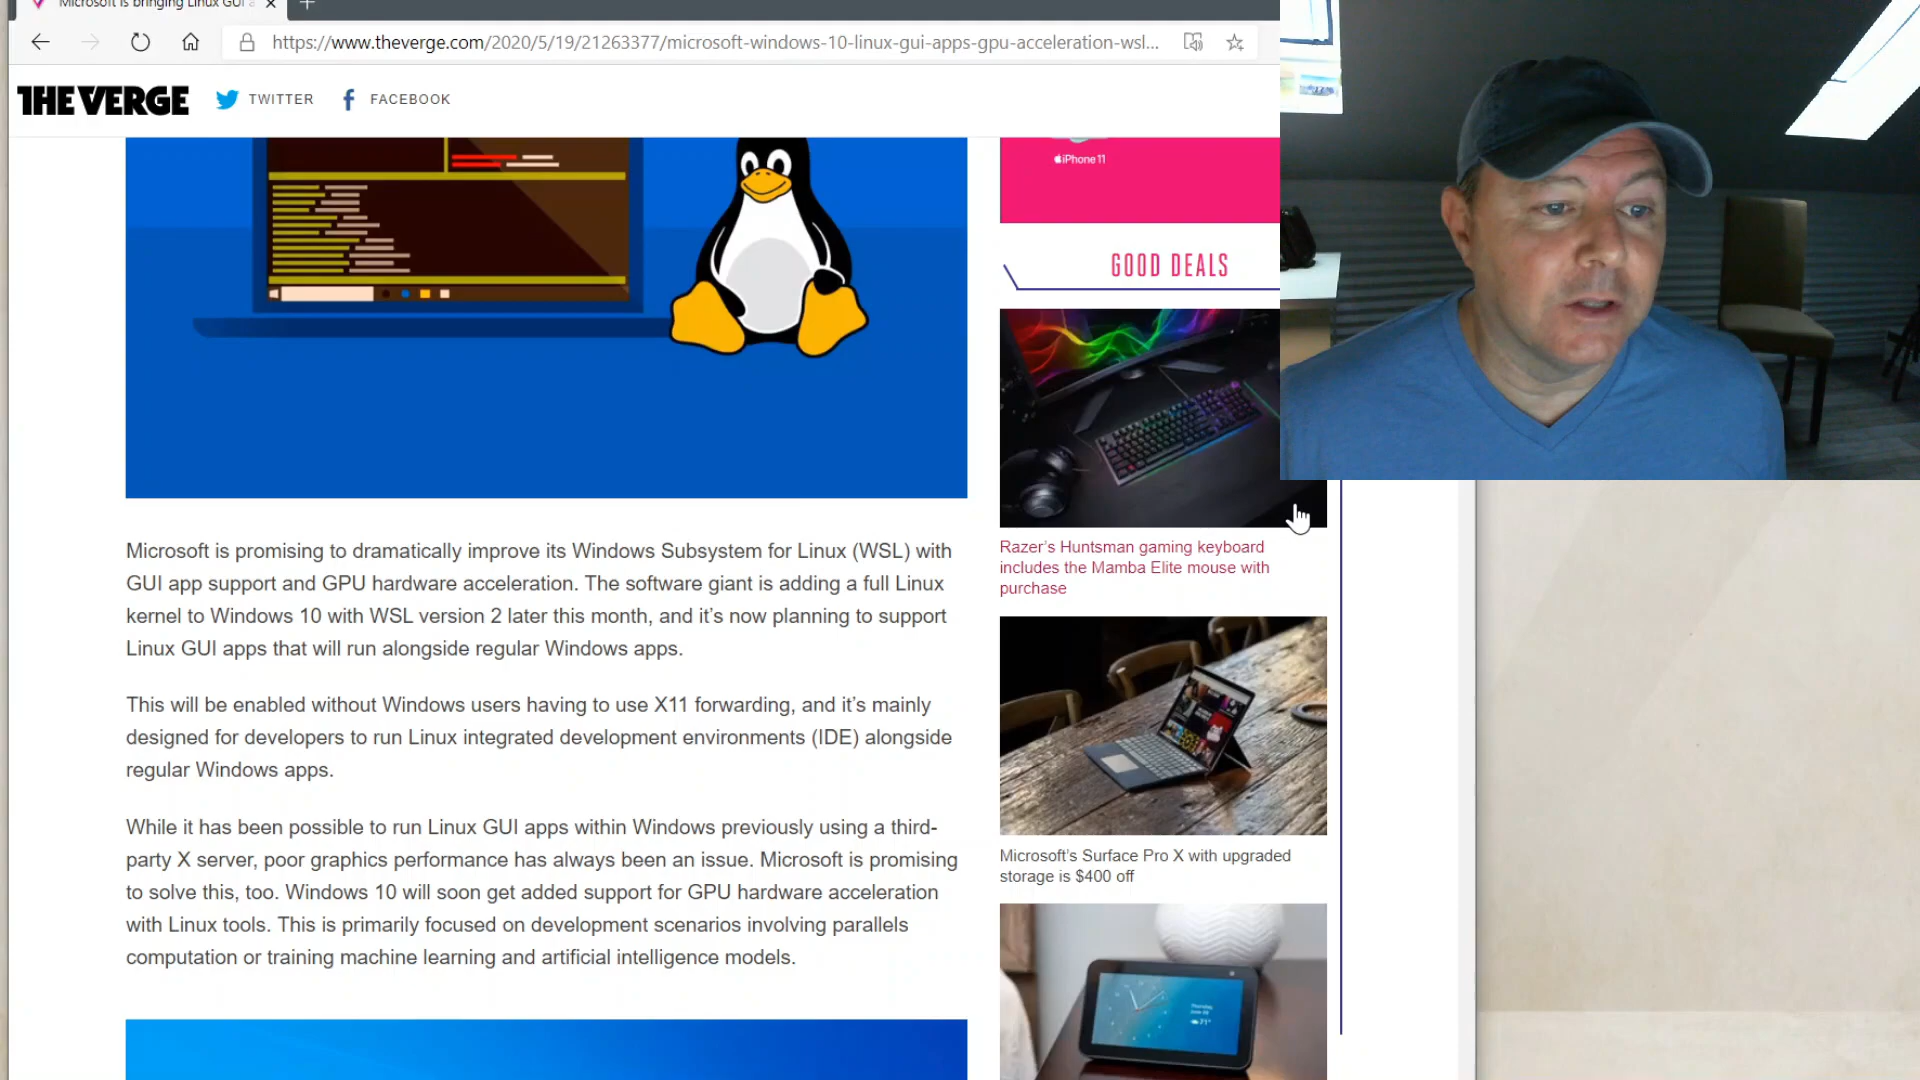 Microsoft is bringing Linux GUI a
https://www.theverge.com/2020/5/19/21263377/microsoft-windows-10-linux-gui-apps-gpu-acceleration-wsl...
THE VERGE
TWITTER
FACEBOOK
iPhone 11
GOOD DEALS
Microsoft is promising to dramatically improve its Windows Subsystem for Linux (WSL) with
GUI app support and GPU hardware acceleration. The software giant is adding a full Linux
kernel to Windows 10 with WSL version 2 later this month, and it’s now planning to support
Linux GUI apps that will run alongside regular Windows apps.
This will be enabled without Windows users having to use X11 forwarding, and it’s mainly
designed for developers to run Linux integrated development environments (IDE) alongside
regular Windows apps.
While it has been possible to run Linux GUI apps within Windows previously using a third-
party X server, poor graphics performance has always been an issue. Microsoft is promising
to solve this, too. Windows 10 will soon get added support for GPU hardware acceleration
with Linux tools. This is primarily focused on development scenarios involving parallels
computation or training machine learning and artificial intelligence models.
Razer’s Huntsman gaming keyboard
includes the Mamba Elite mouse with
purchase
Microsoft’s Surface Pro X with upgraded
storage is $400 off
71°